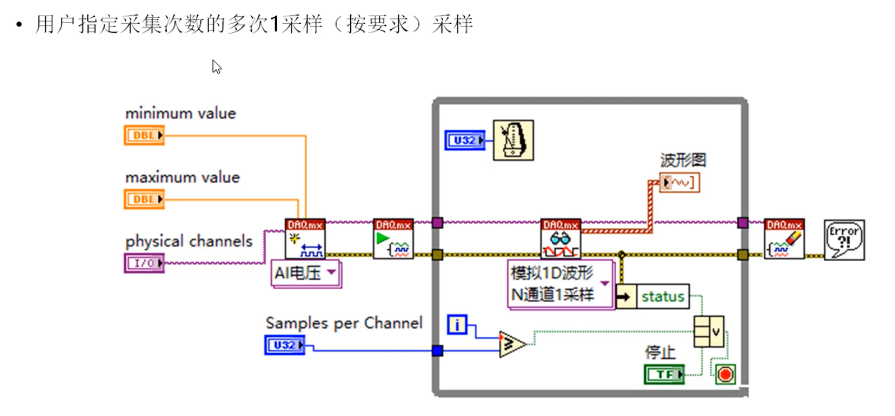 • 用户指定采集次数的多次1采样（按要求）采样
minimum value
DBL
U32
波形图
maximum value
DBL
DAQmx
DAQmx
DAQmx
DAQmx
Error
?!
physical channels
I/O
AI电压
模拟1D波形
N通道1采样
status
Samples per Channel
U32
i
≥
V
停止
TF